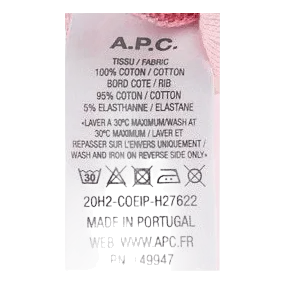 A.P.C.
TISSU / FABRIC
100% COTON / COTTON
BORD COTE / RIB
95% COTON / COTTON
5% ELASTHANNE / ELASTANE
*LAVER A 30°C MAXIMUM/WASH AT
30°C MAXIMUM / LAVER ET
REPASSER SUR L'ENVERS UNIQUEMENT /
WASH AND IRON ON REVERSE SIDE ONLY*
30
20H2-COEIP-H27622
MADE IN PORTUGAL
WEB: WWW.APC.FR
49947